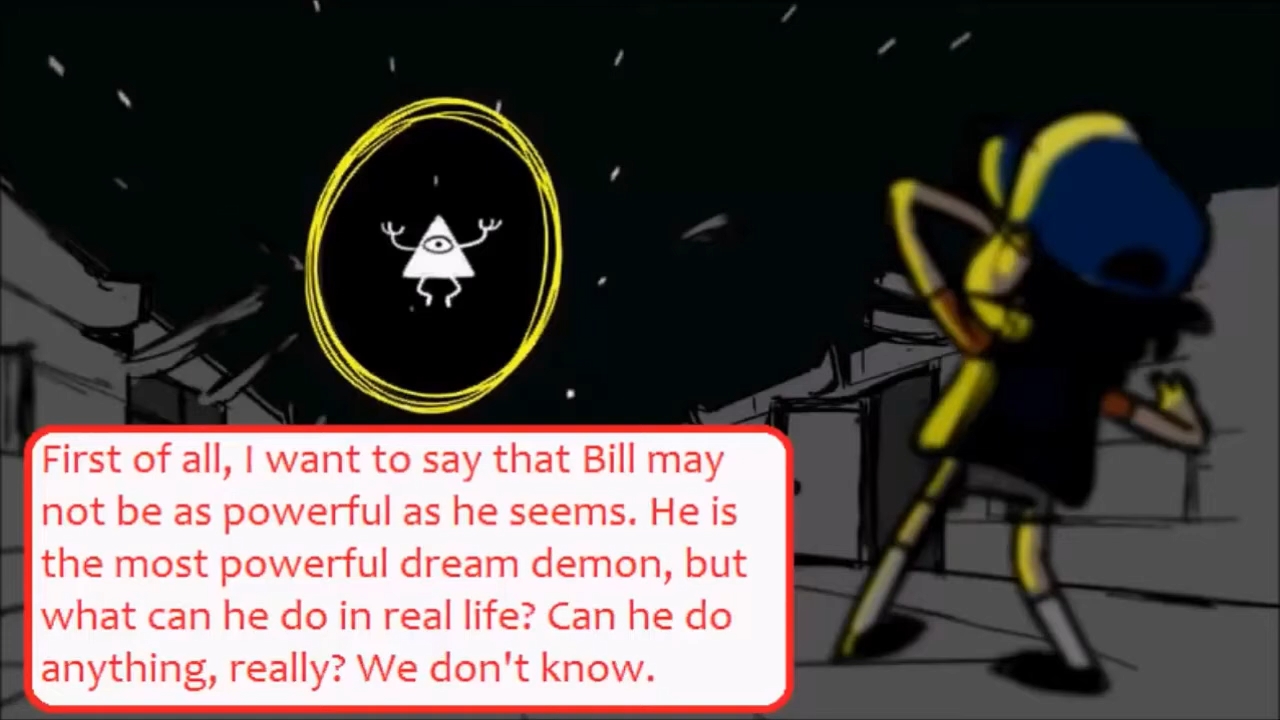 First of all, I want to say that Bill may
not be as powerful as he seems. He is
the most powerful dream demon, but
what can he do in real life? Can he do
anything, really? We don't know.